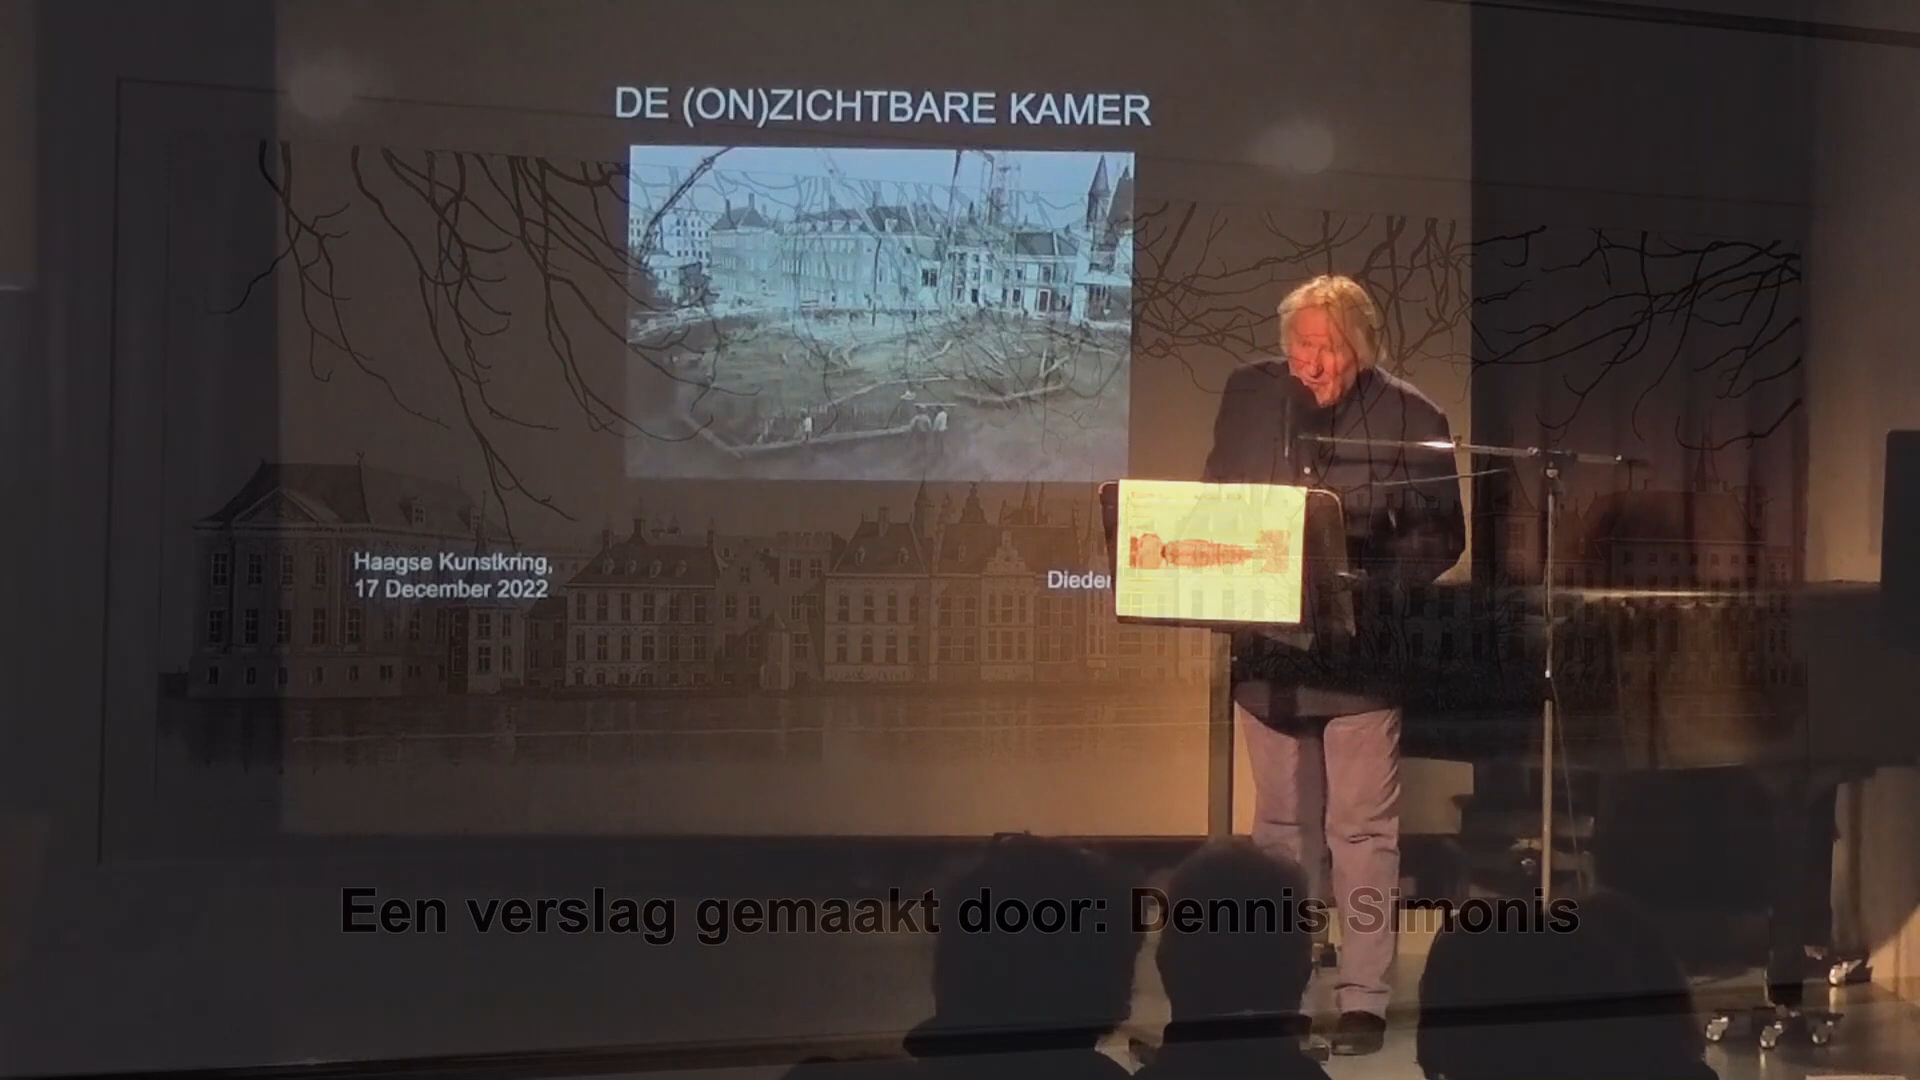 DE (ON)ZICHTBARE KAMER
Haagse Kunstkring,
17 December 2022
Dieder
Een verslag gemaakt door: Dennis Simonis